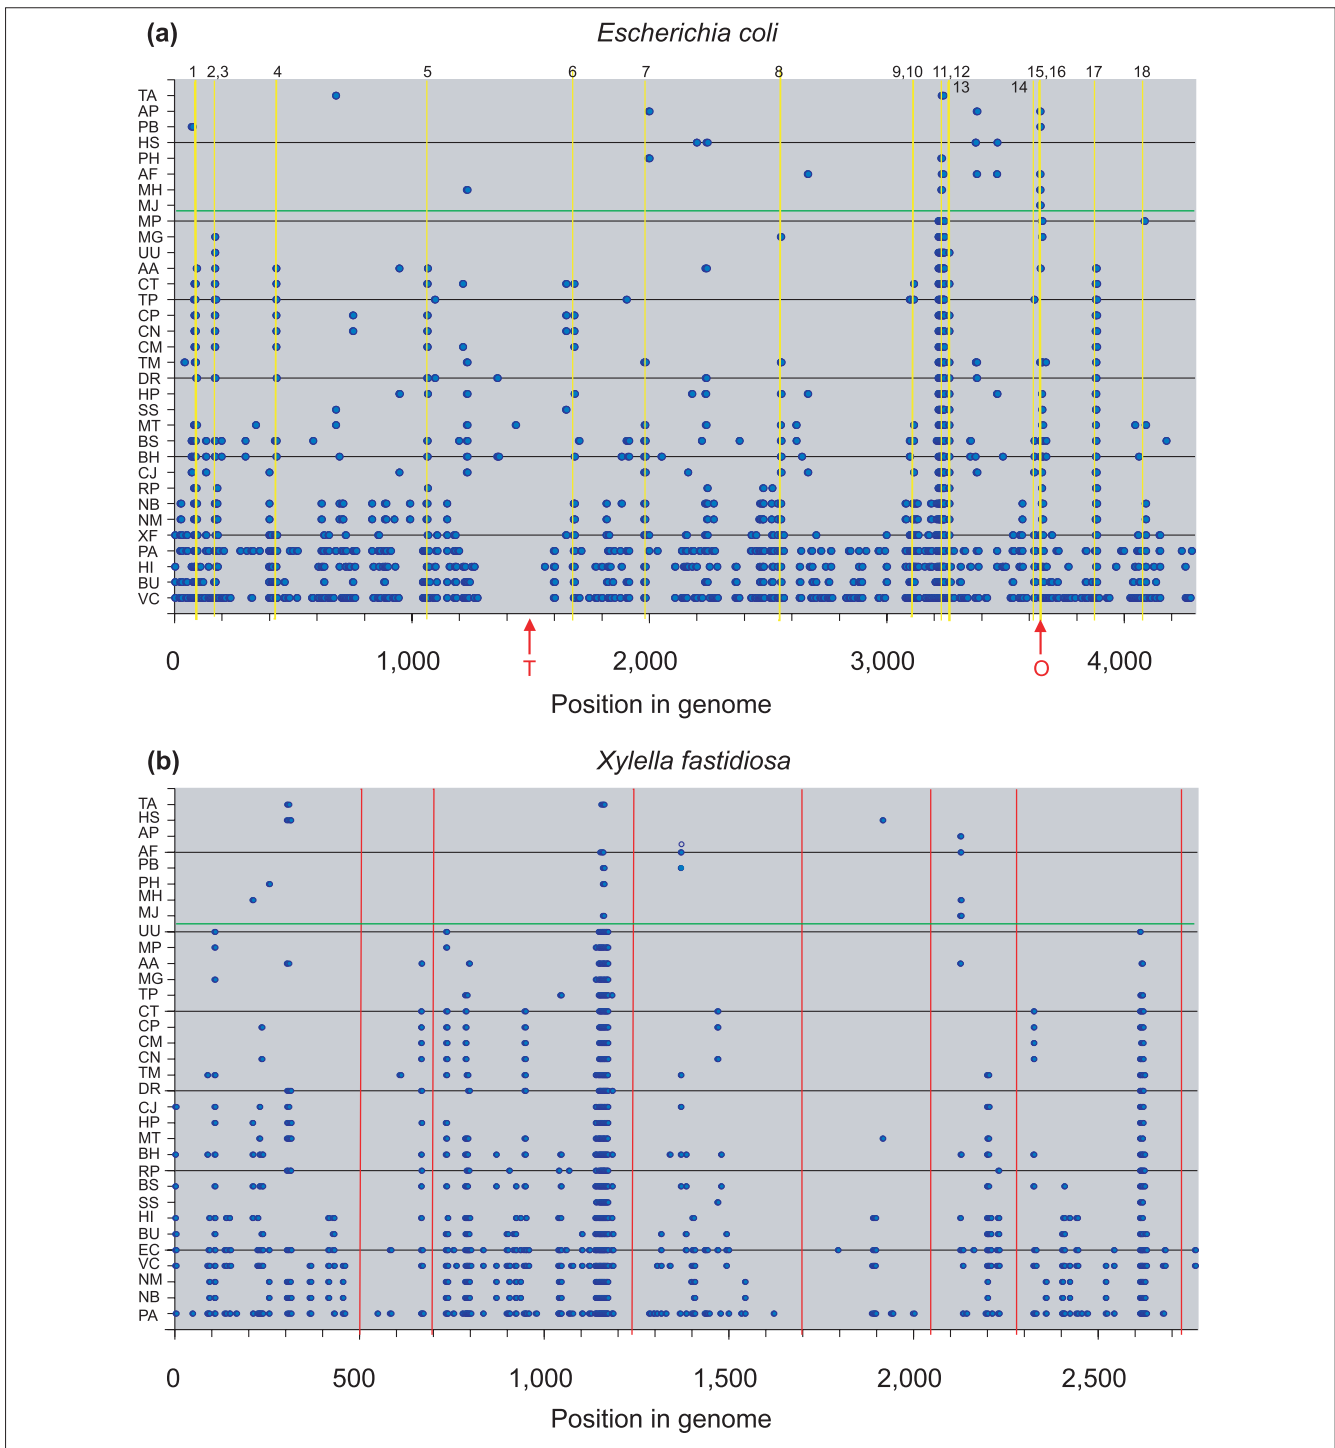 (a)
Escherichia coli
1 2,3 4 5 6 7 8 9,10 11,12 15,16 17 18
13 14
TA
AP
PB
HS
PH
AF
MH
MJ
MP
MG
UU
AA
CT
TP
CP
CN
CM
TM
DR
HP
SS
MT
BS
BH
CJ
RP
NB
NM
XF
PA
HI
BU
VC
0 1,000 T 2,000 3,000 O 4,000
Position in genome
(b)
Xylella fastidiosa
TA
HS
AP
AF
PB
PH
MH
MJ
UU
MP
AA
MG
TP
CT
CP
CM
CN
TM
DR
CJ
HP
MT
BH
RP
BS
SS
HI
BU
EC
VC
NM
NB
PA
0 500 1,000 1,500 2,000 2,500
Position in genome